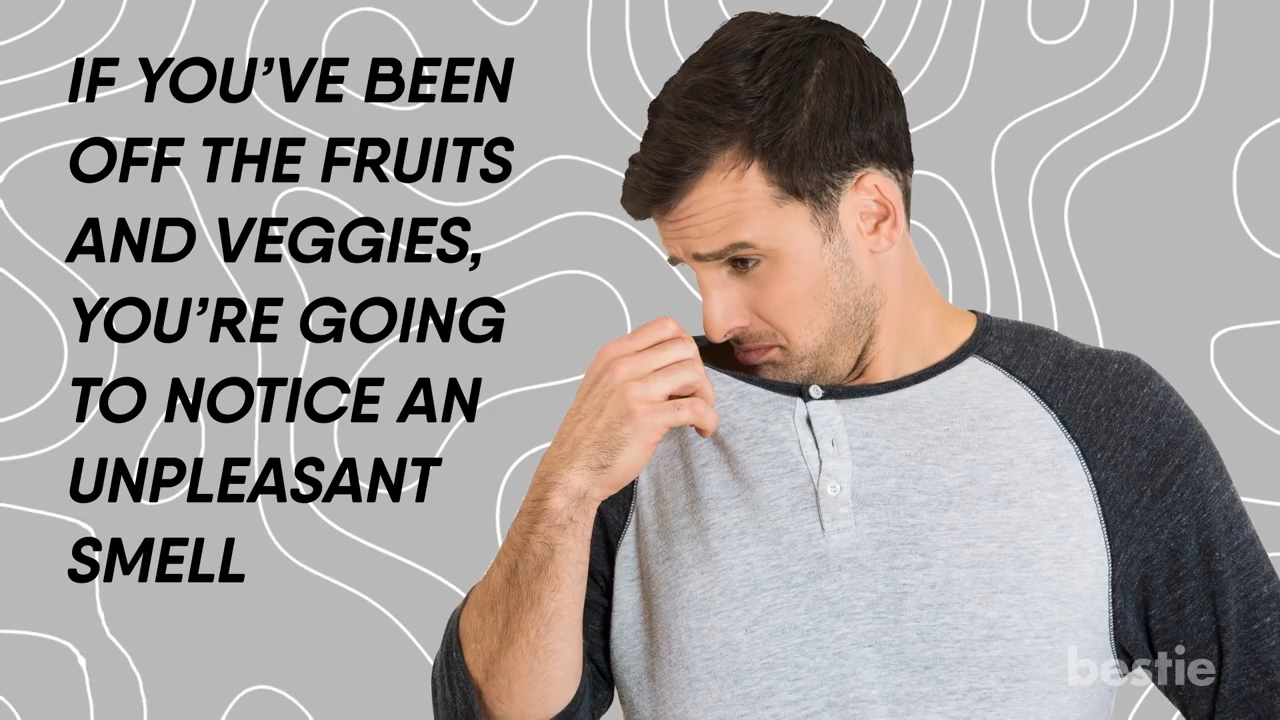 IF YOU’VE BEEN
OFF THE FRUITS
AND VEGGIES,
YOU’RE GOING
TO NOTICE AN
UNPLEASANT
SMELL
bestie